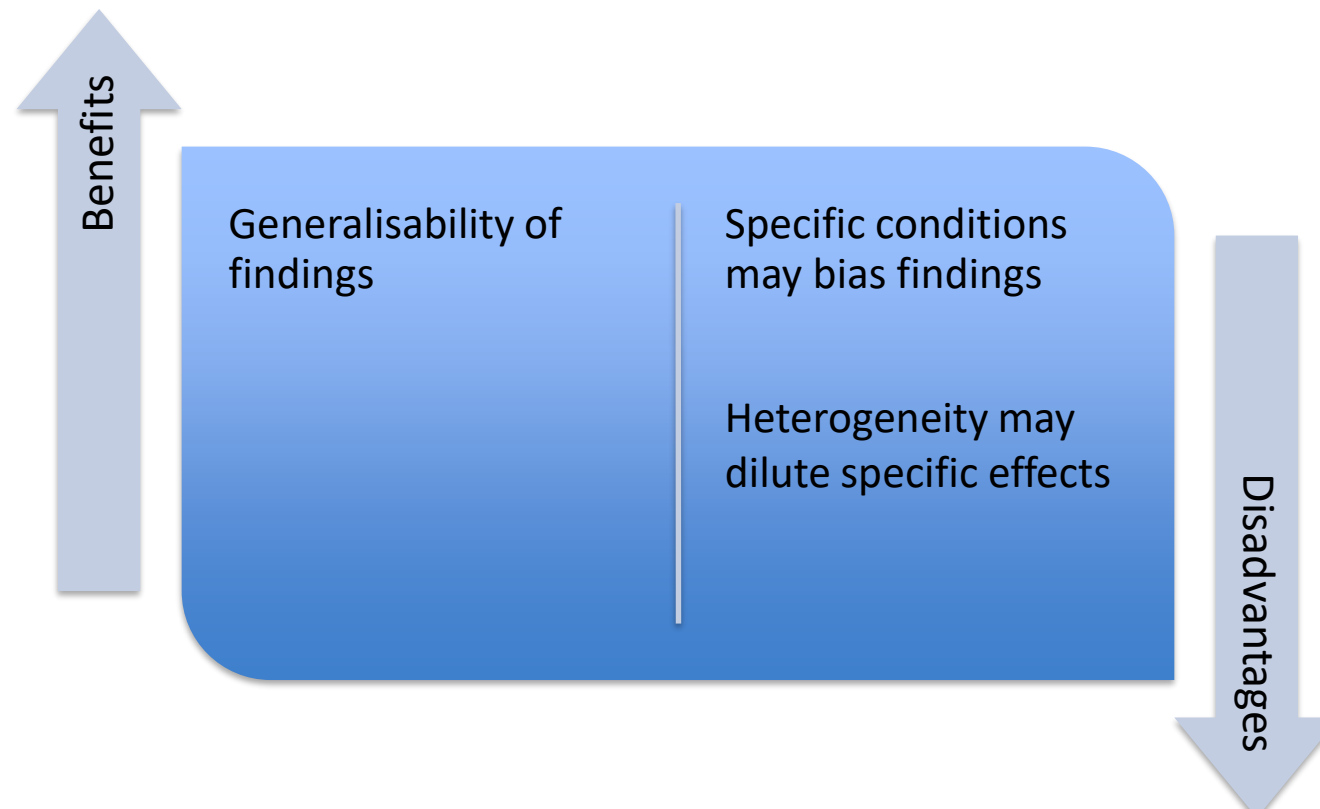 Benefits
Generalisability of
findings
Specific conditions
may bias findings
Heterogeneity may
dilute specific effects
Disadvantages